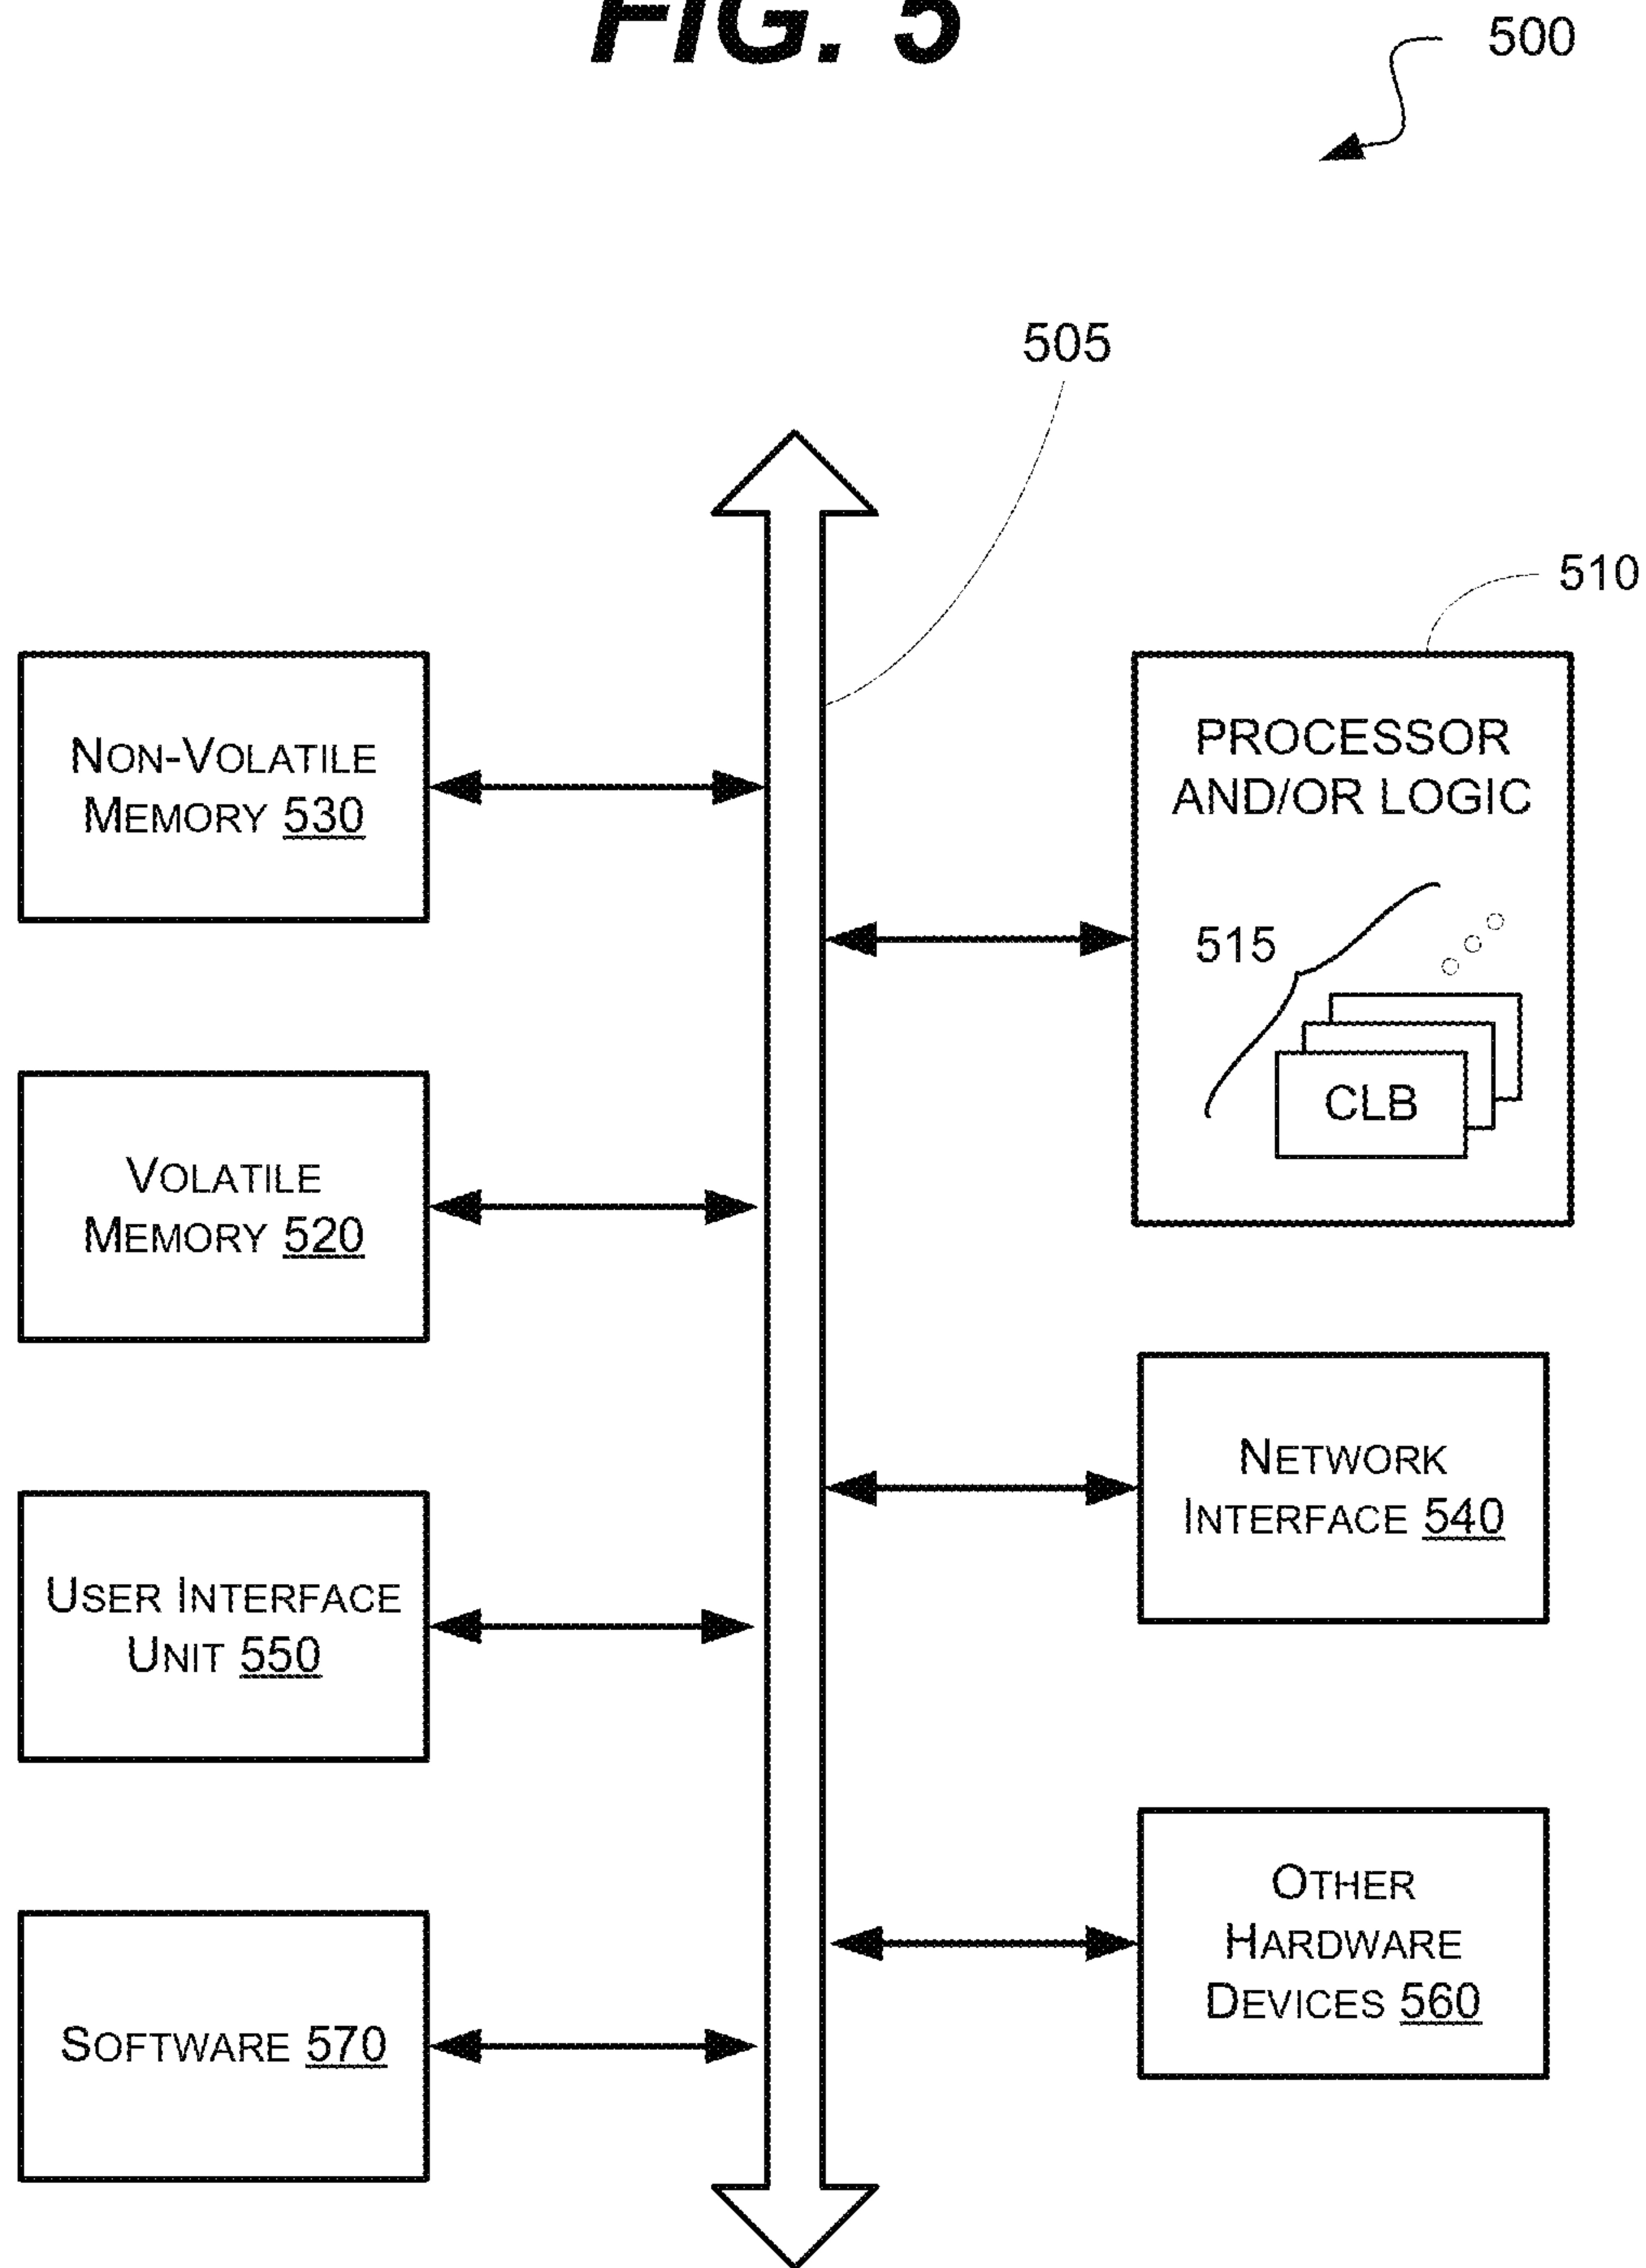 FIG. 5
500
505
510
NON-VOLATILE
MEMORY 530
PROCESSOR
AND/OR LOGIC
515
CLB
VOLATILE
MEMORY 520
NETWORK
INTERFACE 540
USER INTERFACE
UNIT 550
OTHER
HARDWARE
DEVICES 560
SOFTWARE 570